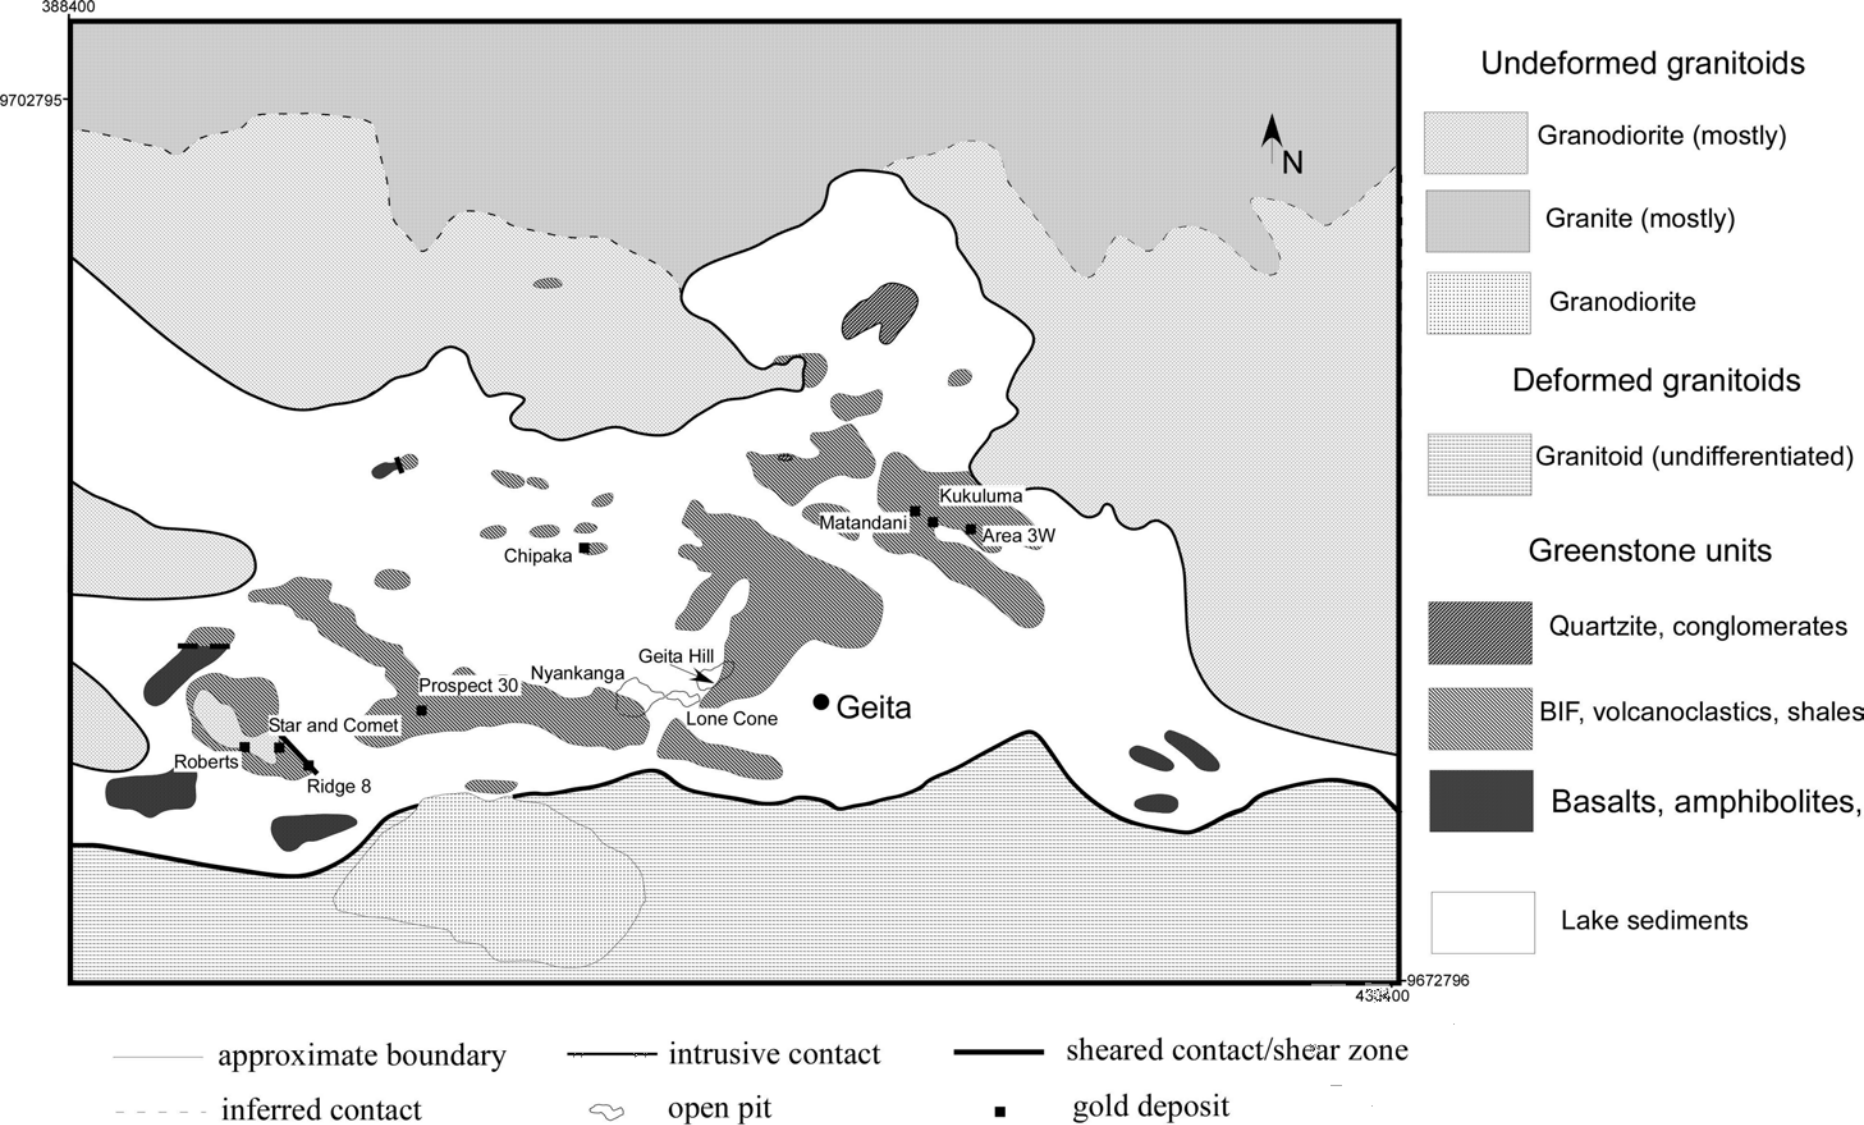 388400
9702795
N
Kukuluma
Matandani
Area 3W
Chipaka
Geita Hill
Nyankanga
Prospect 30
Geita
Lone Cone
Star and Comet
Roberts
Ridge 8
9672796
Undeformed granitoids
Granodiorite (mostly)
Granite (mostly)
Granodiorite
Deformed granitoids
Granitoid (undifferentiated)
Greenstone units
Quartzite, conglomerates
BIF, volcanoclastics, shales
Basalts, amphibolites,
Lake sediments
approximate boundary
intrusive contact
sheared contact/shear zone
inferred contact
open pit
gold deposit